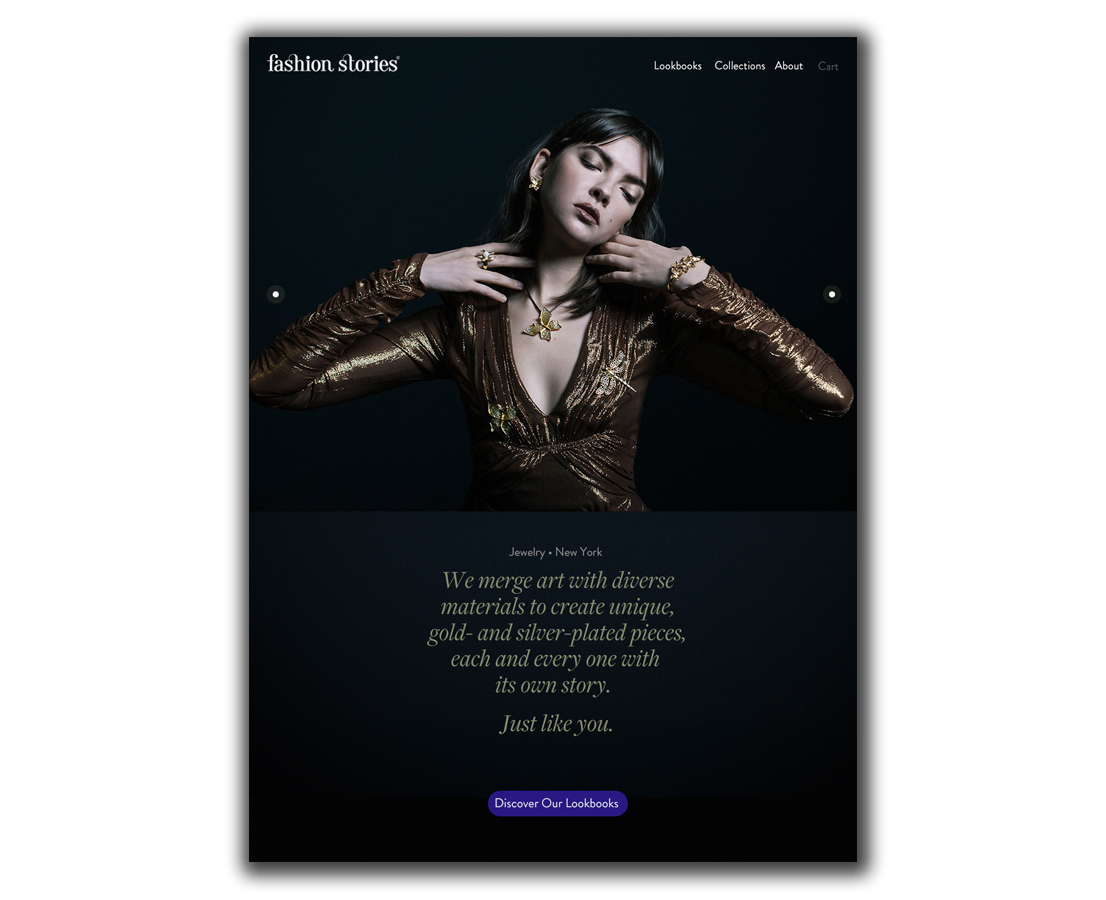 fashion stories®
Lookbooks Collections About Cart
Jewelry • New York
We merge art with diverse
materials to create unique,
gold- and silver-plated pieces,
each and every one with
its own story.
Just like you.
Discover Our Lookbooks